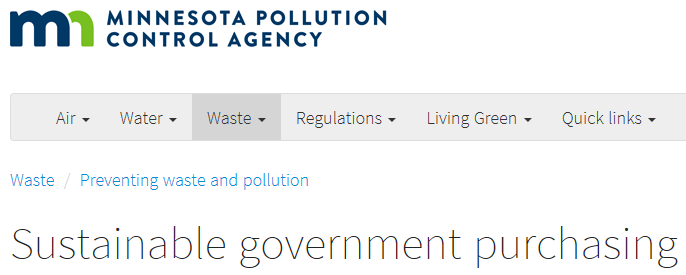 MINNESOTA POLLUTION
CONTROL AGENCY
Air Water Waste Regulations Living Green Quick links
Waste / Preventing waste and pollution
Sustainable government purchasing